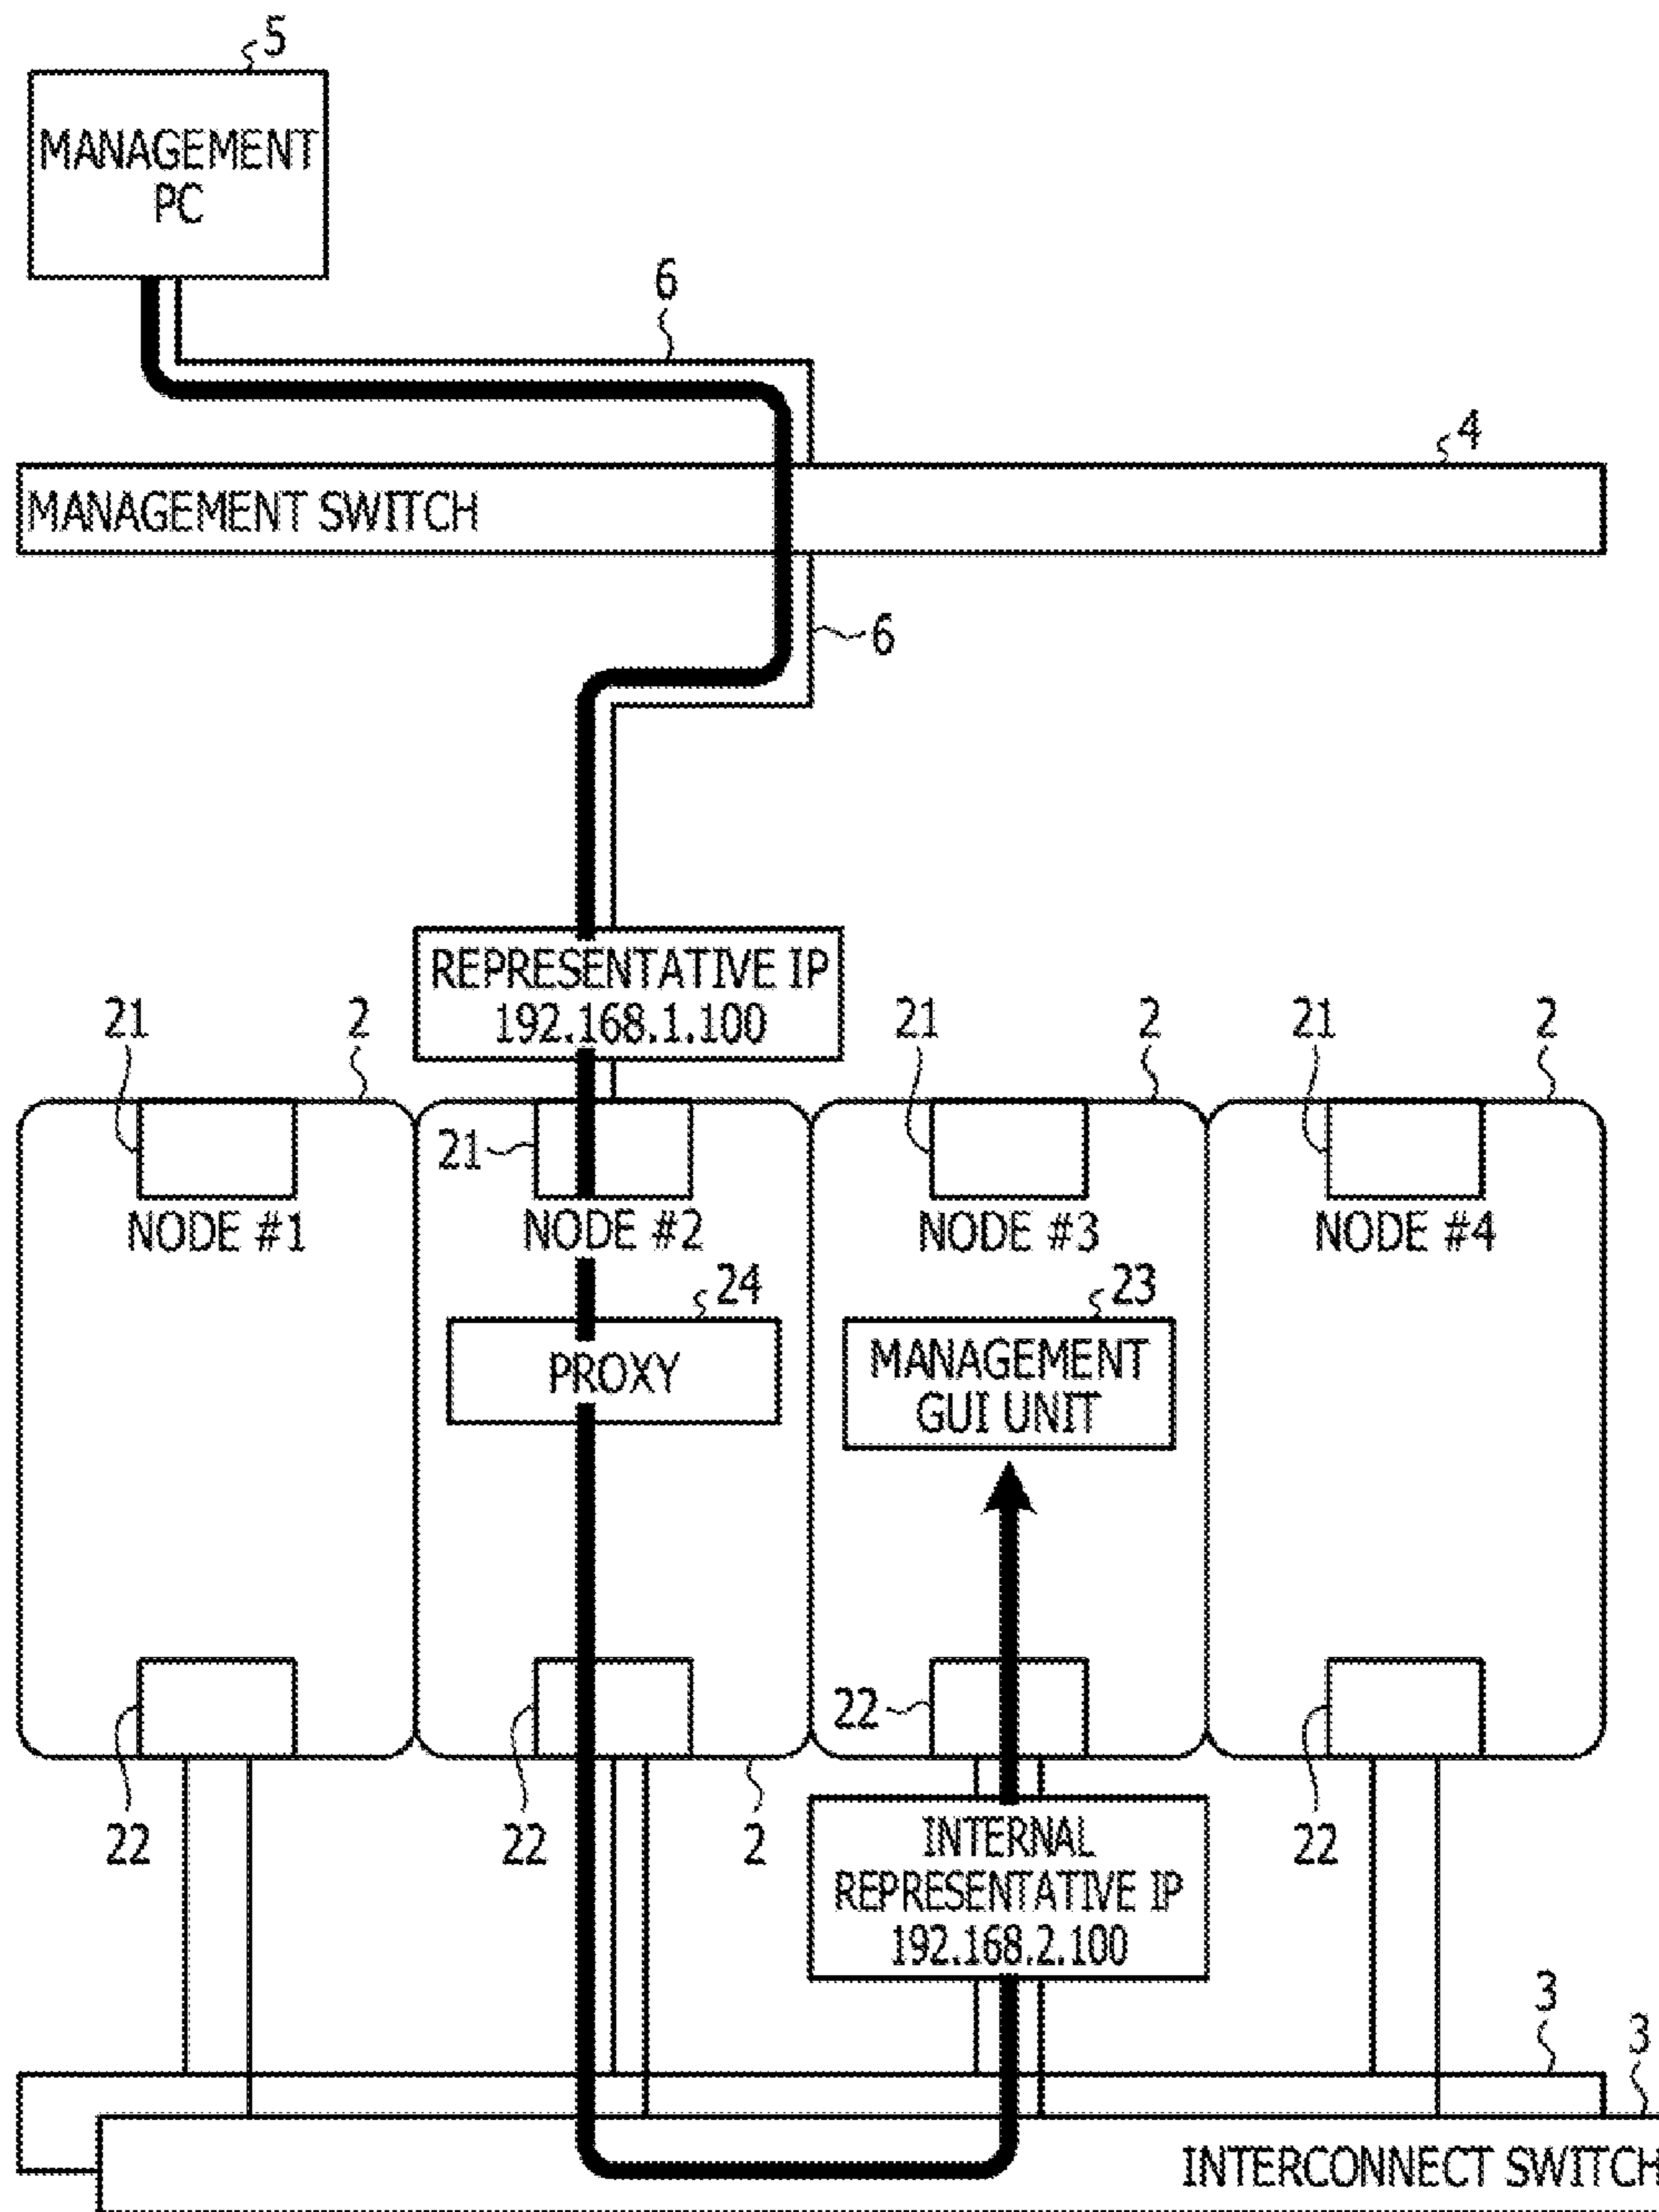 5
MANAGEMENT
PC
6
4
MANAGEMENT SWITCH
6
REPRESENTATIVE IP
192.168.1.100
21
2
21
2
21
2
21
NODE #1
NODE #2
NODE #3
NODE #4
24
23
PROXY
MANAGEMENT
GUI UNIT
22
22
22
2
22
INTERNAL
REPRESENTATIVE IP
192.168.2.100
3
3
INTERCONNECT SWITCH